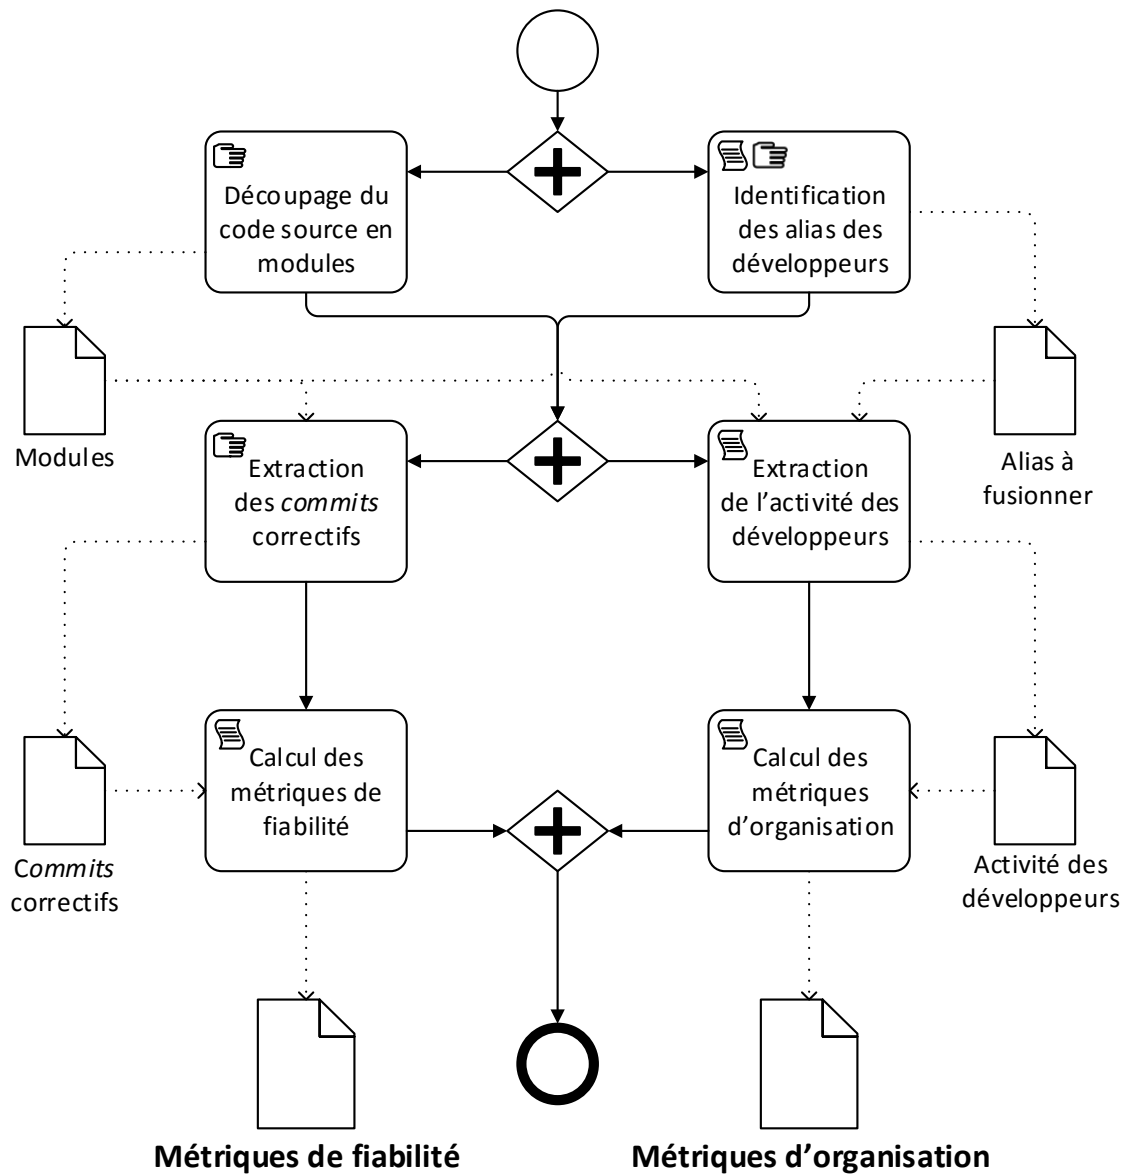 Découpage du
code source en
modules
Identification
des alias des
développeurs
Modules
Alias à
fusionner
Extraction
des commits
correctifs
Extraction
de l’activité des
développeurs
Calcul des
métriques de
fiabilité
Calcul des
métriques
d’organisation
Commits
correctifs
Activité des
développeurs
Métriques de fiabilité
Métriques d’organisation